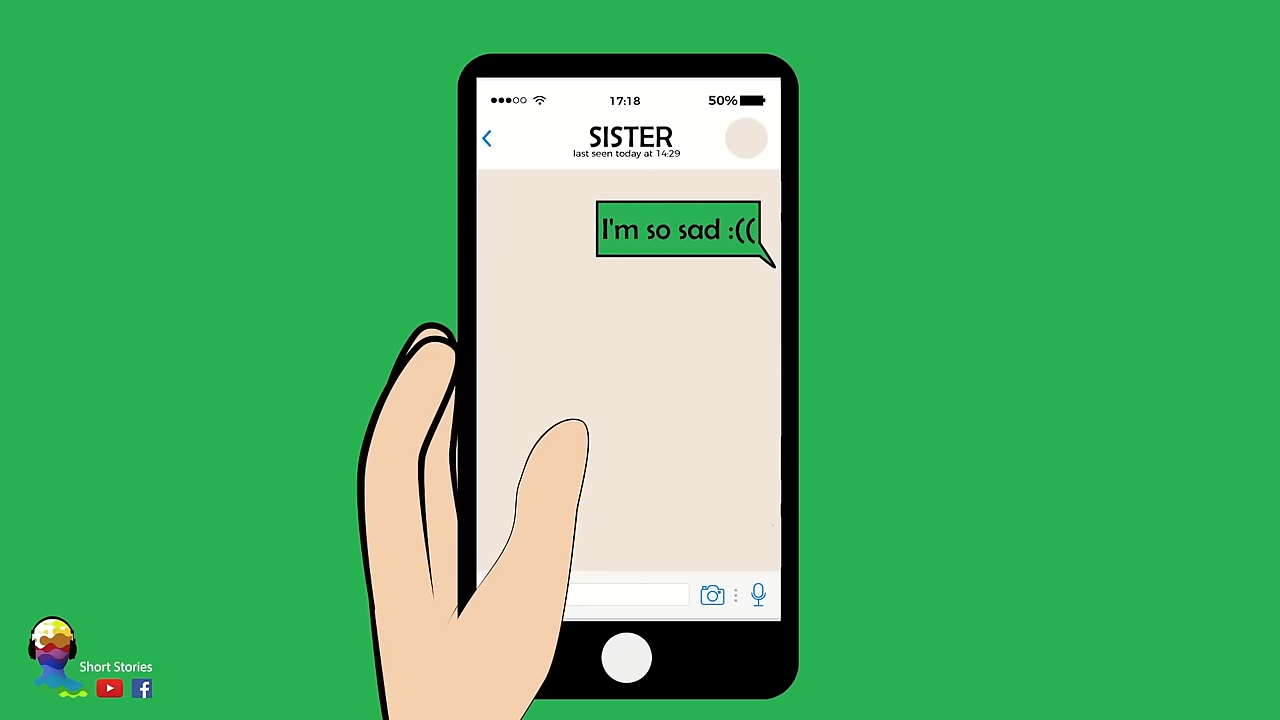 17:18
50%
SISTER
last seen today at 14:29
I'm so sad :((
Short Stories